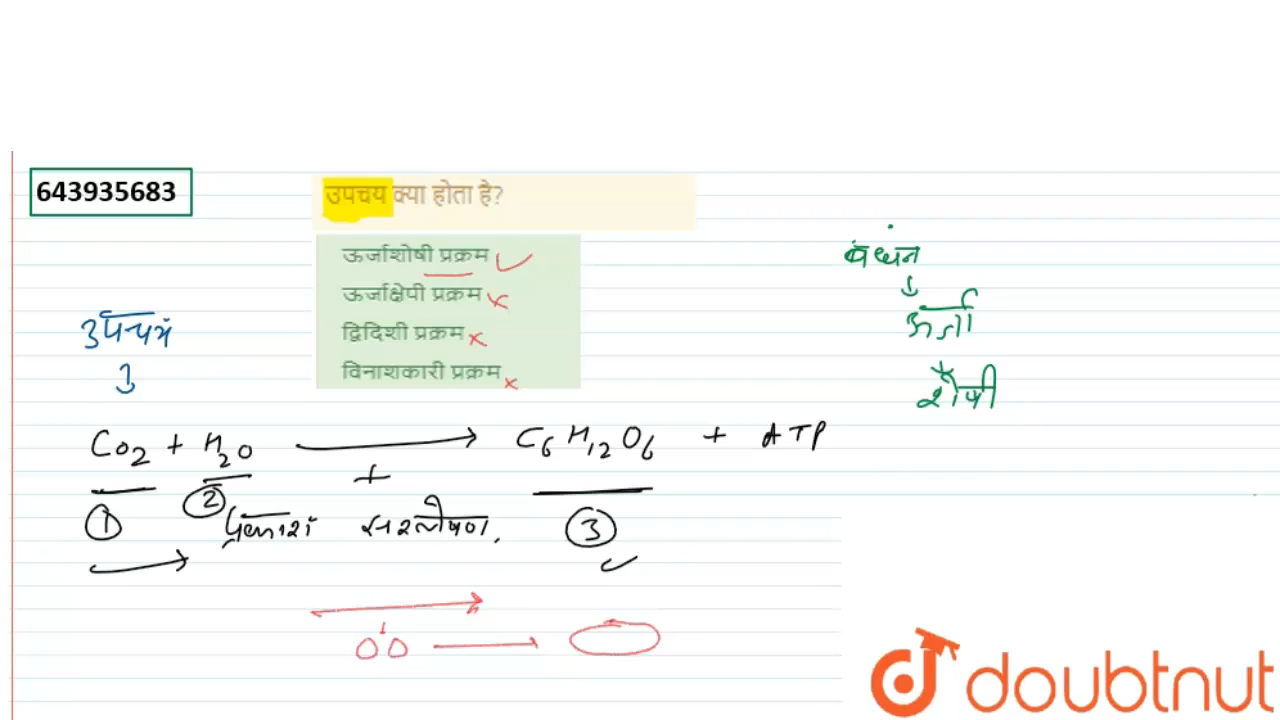 643935683
उपचय क्या होता है?
ऊर्जाशोषी प्रक्रम
ऊर्जाक्षेपी प्रक्रम
द्विदिशी प्रक्रम
विनाशकारी प्रक्रम
बंधन
ऊर्जा
शोषी
उपचय
CO2 + H2O → C6H12O6 + ATP
+
1
2
संश्लेषण
3
doubtnut